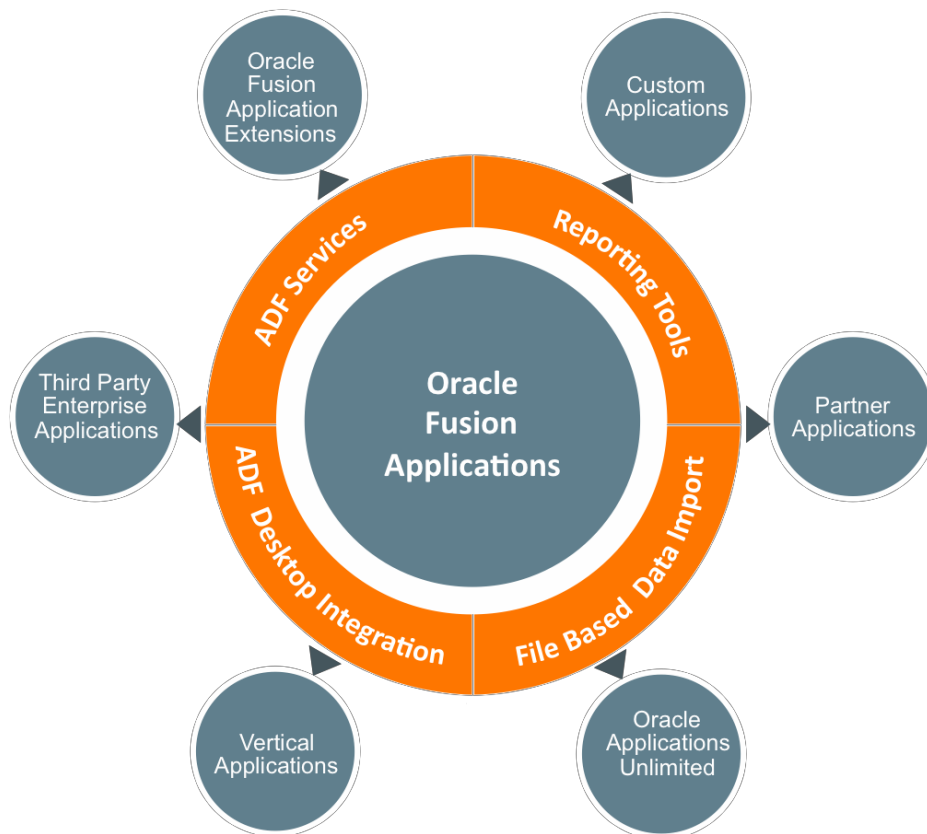 Oracle
Fusion
Application
Extensions
Custom
Applications
ADF Services
Reporting Tools
Third Party
Enterprise
Applications
Oracle
Fusion
Applications
Partner
Applications
ADF Desktop Integration
File Based Data Import
Vertical
Applications
Oracle
Applications
Unlimited